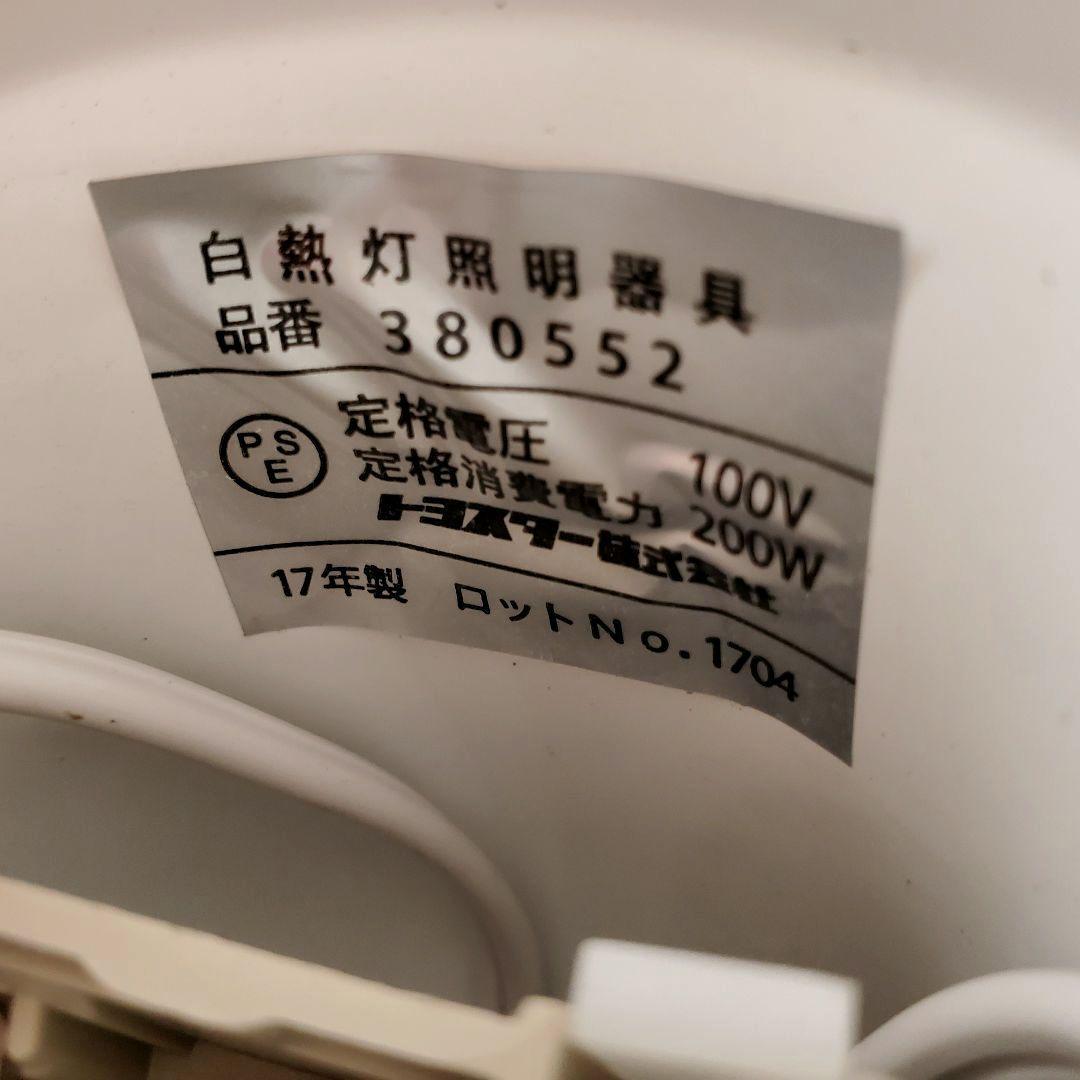 白熱灯照明器具
品番 380552
PSE
定格電圧 100V
定格消費電力 200W
トヨスター株式会社
17年製 ロットNo.1704